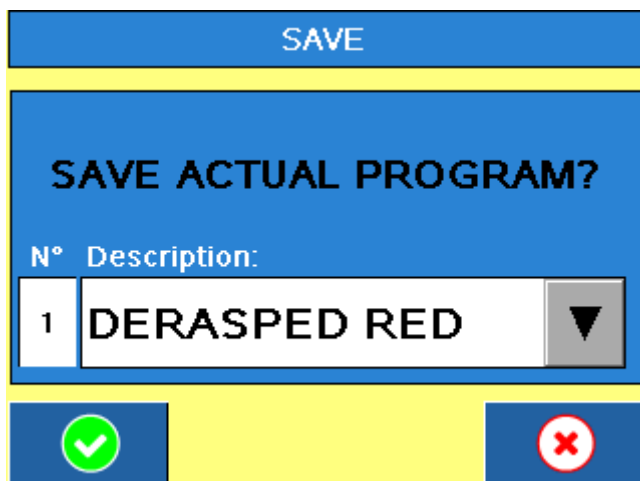 SAVE
SAVE ACTUAL PROGRAM?
N° Description:
1 DERASPED RED